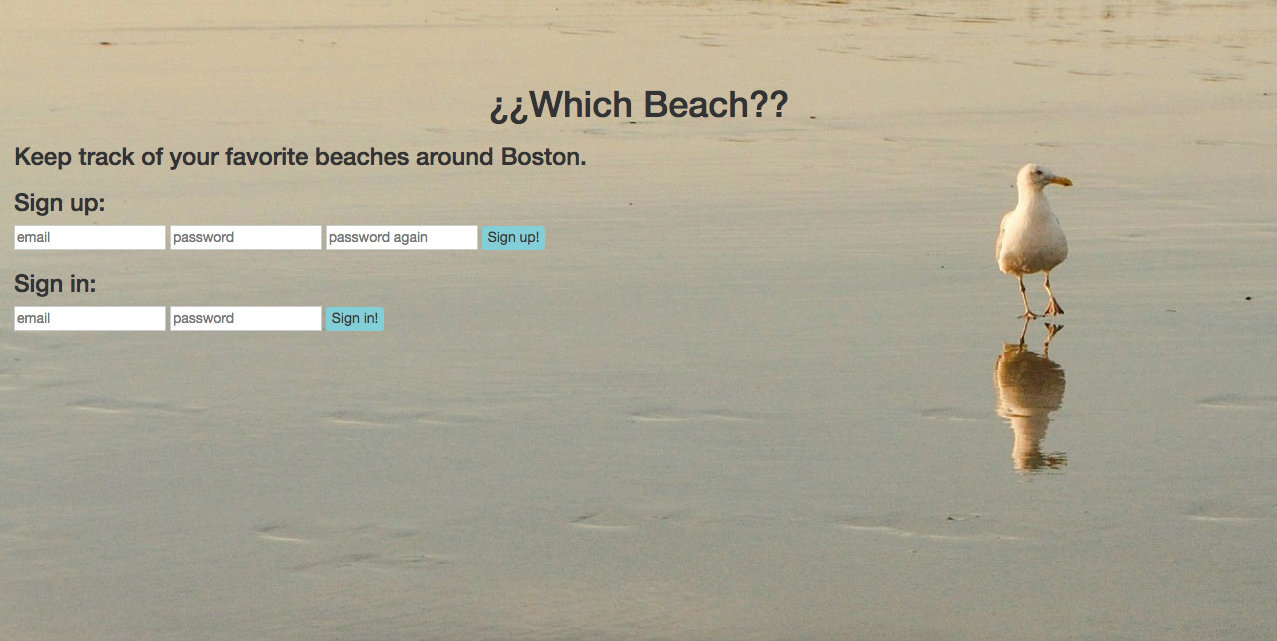 ¿¿Which Beach??
Keep track of your favorite beaches around Boston.
Sign up:
email password password again Sign up!
Sign in:
email password Sign in!